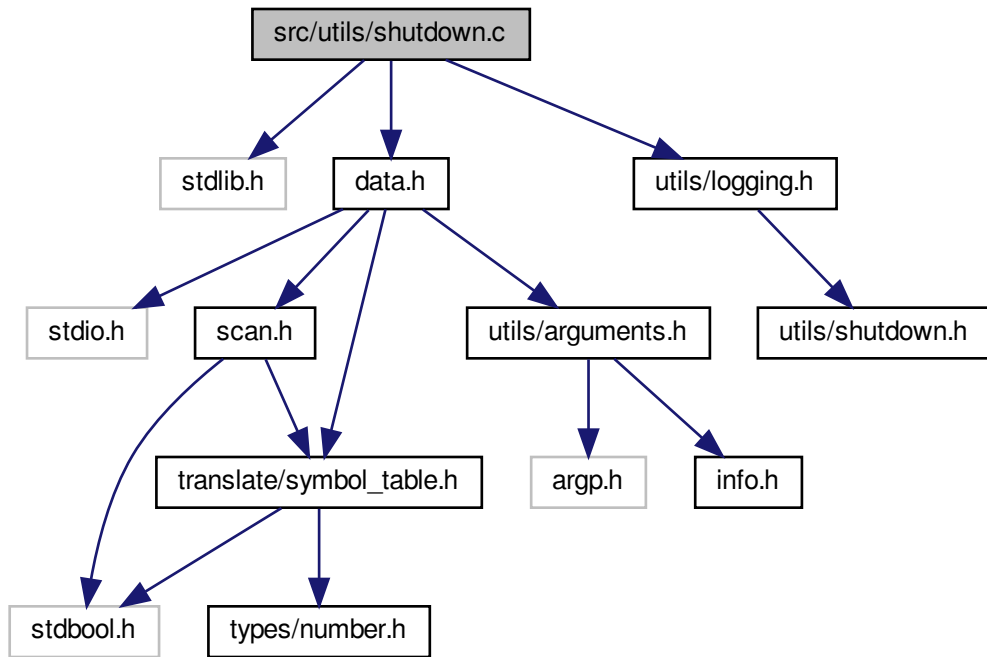 src/utils/shutdown.c
stdlib.h
data.h
utils/logging.h
stdio.h
scan.h
utils/arguments.h
utils/shutdown.h
translate/symbol_table.h
argp.h
info.h
stdbool.h
types/number.h